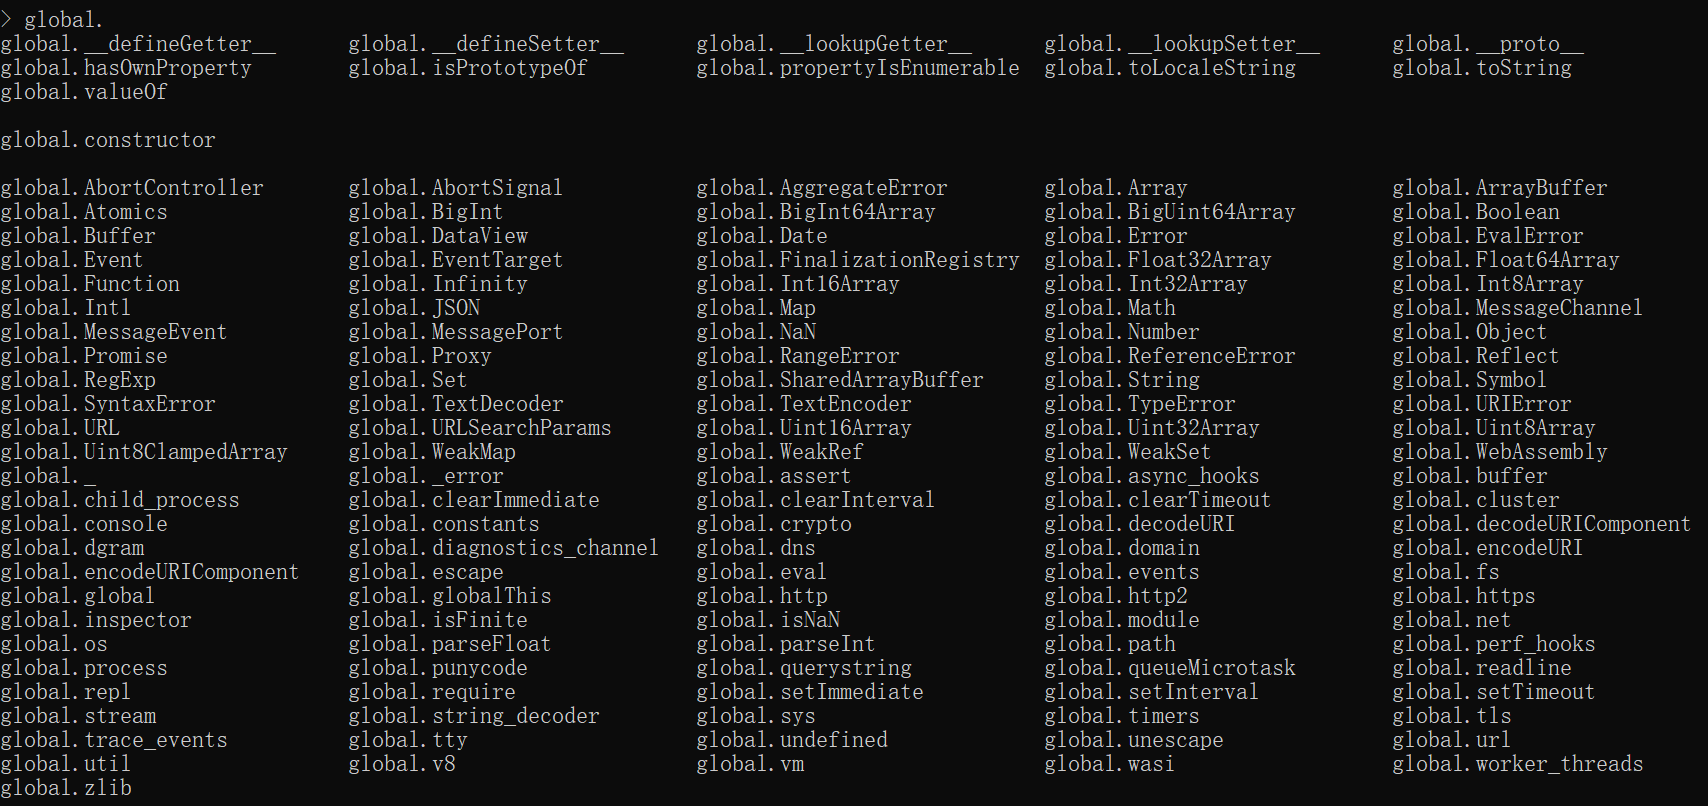 > global.
global.__defineGetter__ global.__defineSetter__ global.__lookupGetter__ global.__lookupSetter__ global.__proto__
global.hasOwnProperty global.isPrototypeOf global.propertyIsEnumerable global.toLocaleString global.toString
global.valueOf
global.constructor
global.AbortController global.AbortSignal global.AggregateError global.Array global.ArrayBuffer
global.Atomics global.BigInt global.BigInt64Array global.BigUint64Array global.Boolean
global.Buffer global.DataView global.Date global.Error global.EvalError
global.Event global.EventTarget global.FinalizationRegistry global.Float32Array global.Float64Array
global.Function global.Infinity global.Int16Array global.Int32Array global.Int8Array
global.Intl global.JSON global.Map global.Math global.MessageChannel
global.MessageEvent global.MessagePort global.NaN global.Number global.Object
global.Promise global.Proxy global.RangeError global.ReferenceError global.Reflect
global.RegExp global.Set global.SharedArrayBuffer global.String global.Symbol
global.SyntaxError global.TextDecoder global.TextEncoder global.TypeError global.URIError
global.URL global.URLSearchParams global.Uint16Array global.Uint32Array global.Uint8Array
global.Uint8ClampedArray global.WeakMap global.WeakRef global.WeakSet global.WebAssembly
global._ global._error global.assert global.async_hooks global.buffer
global.child_process global.clearImmediate global.clearInterval global.clearTimeout global.cluster
global.console global.constants global.crypto global.decodeURI global.decodeURIComponent
global.dgram global.diagnostics_channel global.dns global.domain global.encodeURI
global.encodeURIComponent global.escape global.eval global.events global.fs
global.global global.globalThis global.http global.http2 global.https
global.inspector global.isFinite global.isNaN global.module global.net
global.os global.parseFloat global.parseInt global.path global.perf_hooks
global.process global.punycode global.querystring global.queueMicrotask global.readline
global.repl global.require global.setImmediate global.setInterval global.setTimeout
global.stream global.string_decoder global.sys global.timers global.tls
global.trace_events global.tty global.undefined global.unescape global.url
global.util global.v8 global.vm global.wasi global.worker_threads
global.zlib